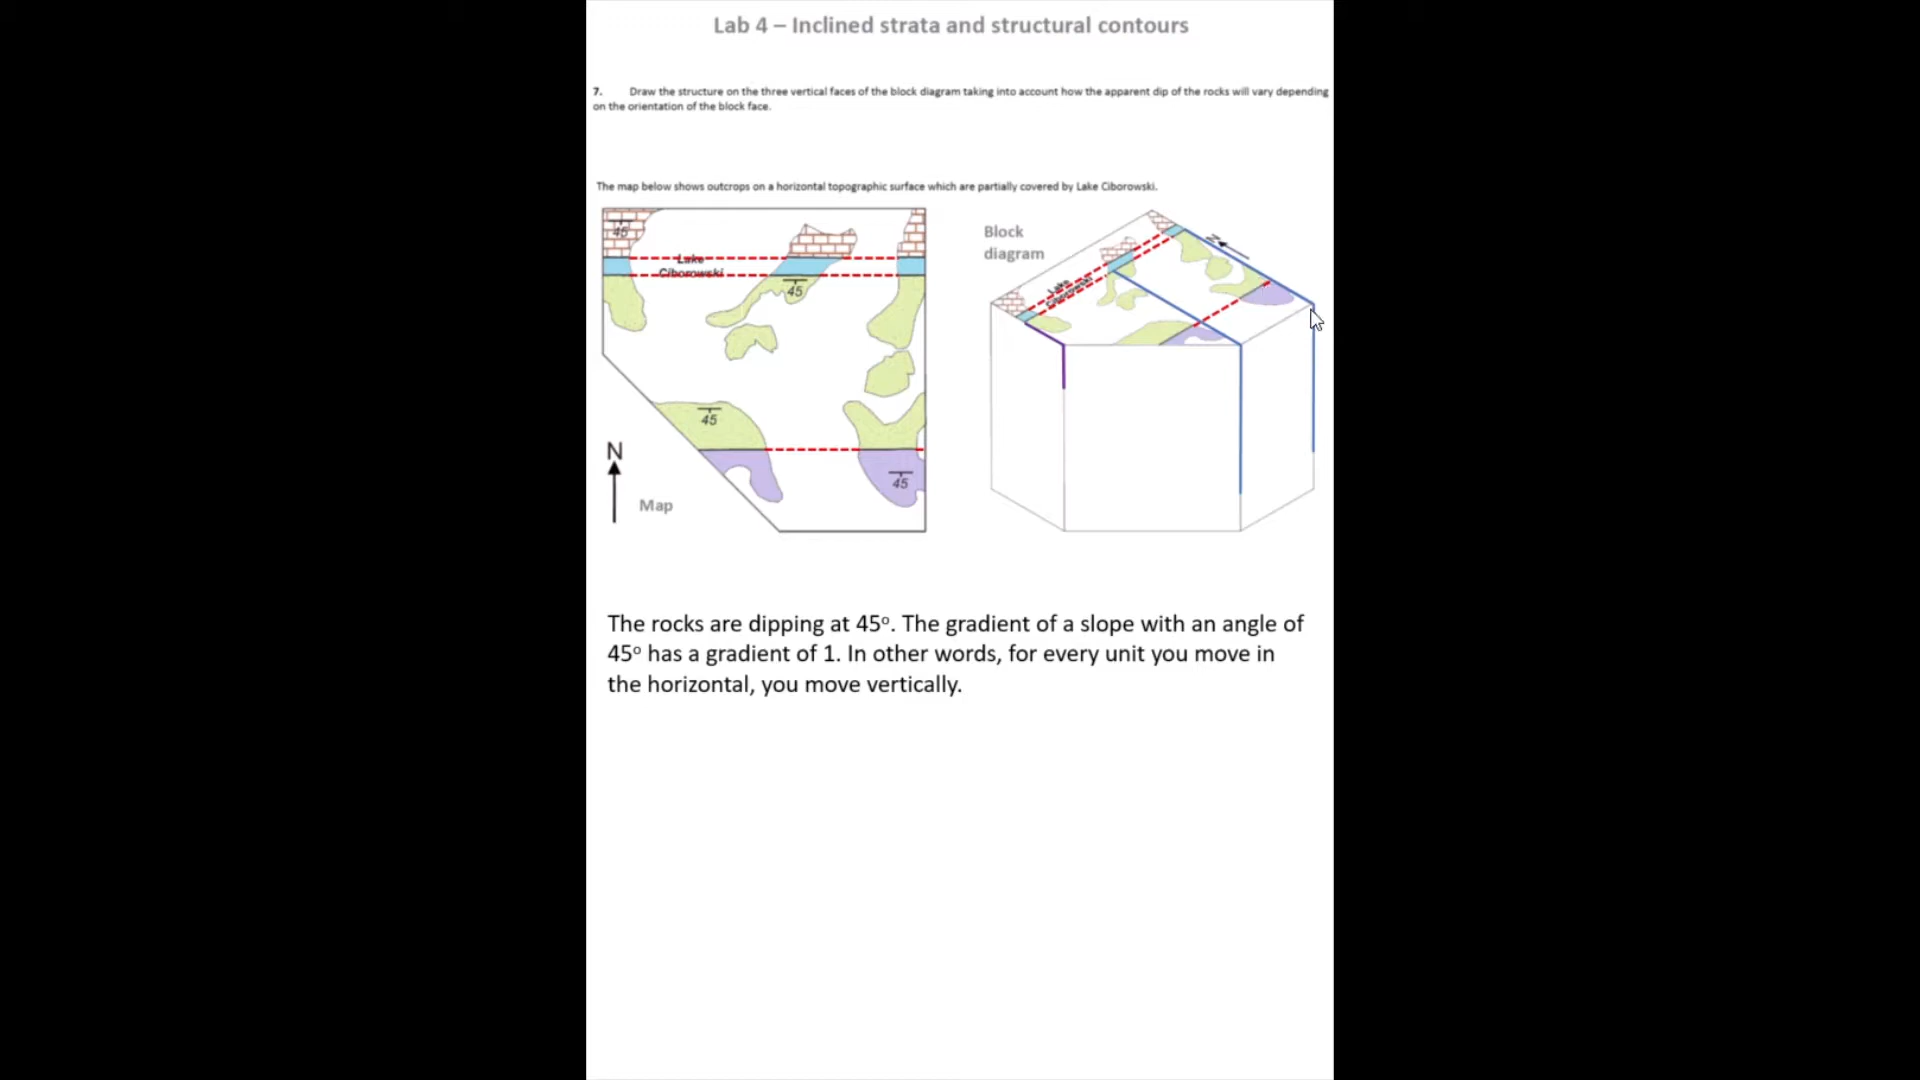 Lab 4 – Inclined strata and structural contours
7. Draw the structure on the three vertical faces of the block diagram taking into account how the apparent dip of the rocks will vary depending
on the orientation of the block face.
The map below shows outcrops on a horizontal topographic surface which are partially covered by Lake Ciborowski.
45
Lake
Ciborowski
45
45
45
N
Map
Block
diagram
N
Lake
Ciborowski
The rocks are dipping at 45º. The gradient of a slope with an angle of
45º has a gradient of 1. In other words, for every unit you move in
the horizontal, you move vertically.